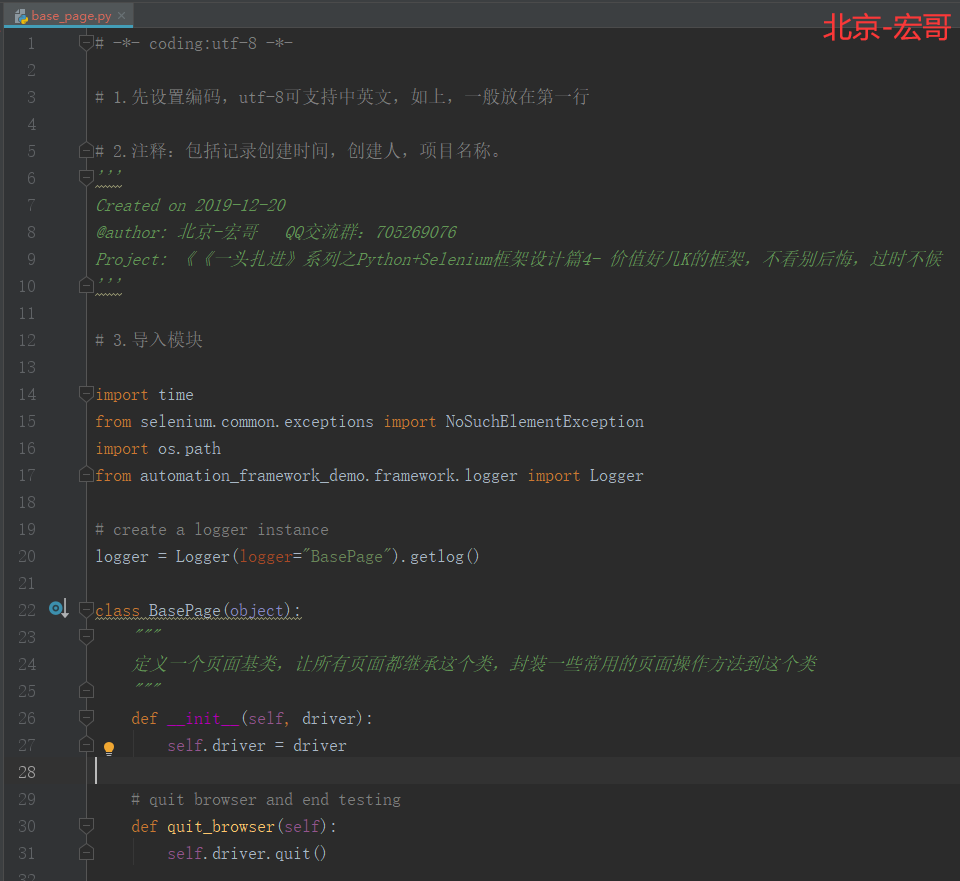 base_page.py
北京-宏哥
1 # -*- coding:utf-8 -*-
2
3 # 1.先设置编码，utf-8可支持中英文，如上，一般放在第一行
4
5 # 2.注释：包括记录创建时间，创建人，项目名称。
6 '''
7 Created on 2019-12-20
8 @author: 北京-宏哥   QQ交流群：705269076
9 Project: 《《一头扎进》系列之Python+Selenium框架设计篇4- 价值好几K的框架，不看别后悔，过时不候
10 '''
11
12 # 3.导入模块
13
14 import time
15 from selenium.common.exceptions import NoSuchElementException
16 import os.path
17 from automation_framework_demo.framework.logger import Logger
18
19 # create a logger instance
20 logger = Logger(logger="BasePage").getlog()
21
22 class BasePage(object):
23     """
24     定义一个页面基类，让所有页面都继承这个类，封装一些常用的页面操作方法到这个类
25     """
26     def __init__(self, driver):
27         self.driver = driver
28
29     # quit browser and end testing
30     def quit_browser(self):
31         self.driver.quit()
32